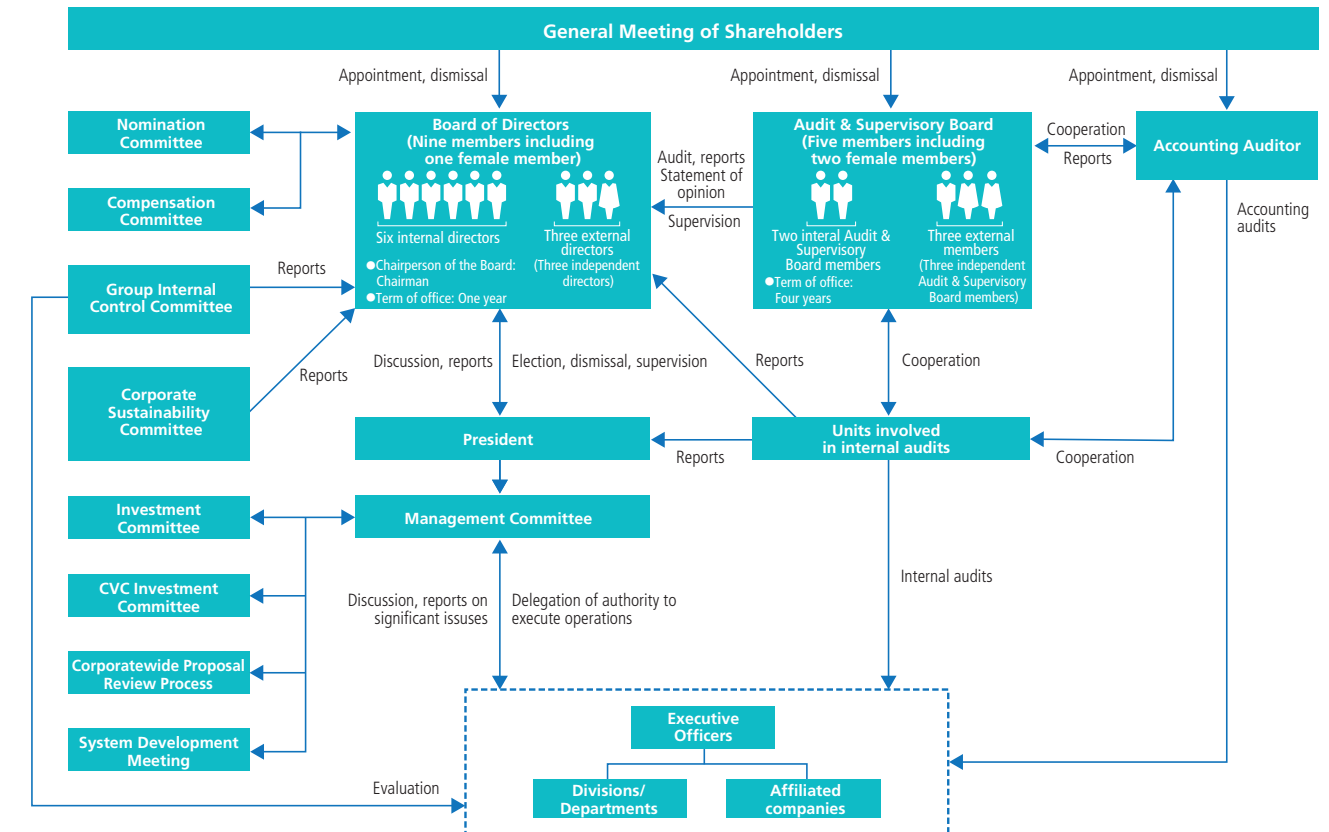 General Meeting of Shareholders
Appointment, dismissal
Appointment, dismissal
Appointment, dismissal
Nomination
Committee
Compensation
Committee
Group Internal
Control Committee
Corporate
Sustainability
Committee
Reports
Reports
Board of Directors
(Nine members including
one female member)
Six internal directors
●Chairperson of the Board:
Chairman
●Term of office: One year
Three external
directors
(Three independent
directors)
Audit, reports
Statement of
opinion
Supervision
Audit & Supervisory Board
(Five members including
two female members)
Two interal Audit &
Supervisory
Board members
●Term of office:
Four years
Three external
members
(Three independent
Audit & Supervisory
Board members)
Cooperation
Reports
Accounting Auditor
Accounting
audits
Discussion, reports
Election, dismissal, supervision
Reports
Cooperation
President
Reports
Units involved
in internal audits
Cooperation
Investment
Committee
Management Committee
CVC Investment
Committee
Corporatewide Proposal
Review Process
System Development
Meeting
Discussion, reports on
significant issuses
Delegation of authority to
execute operations
Internal audits
Evaluation
Executive
Officers
Divisions/
Departments
Affiliated
companies